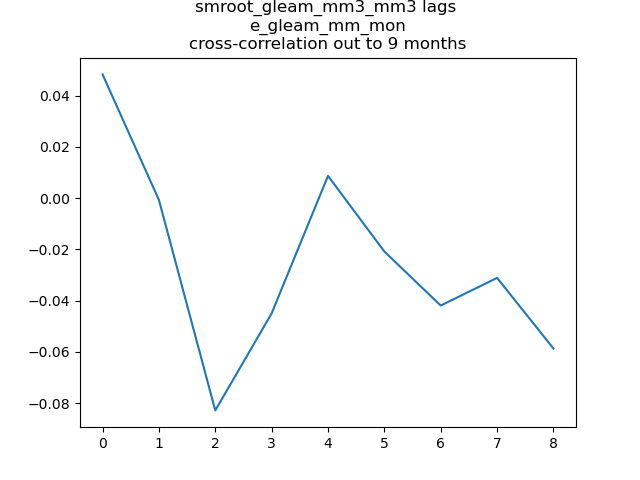 smroot_gleam_mm3_mm3 lags
e_gleam_mm_mon
cross-correlation out to 9 months
0.04
0.02
0.00
−0.02
−0.04
−0.06
−0.08
0 1 2 3 4 5 6 7 8